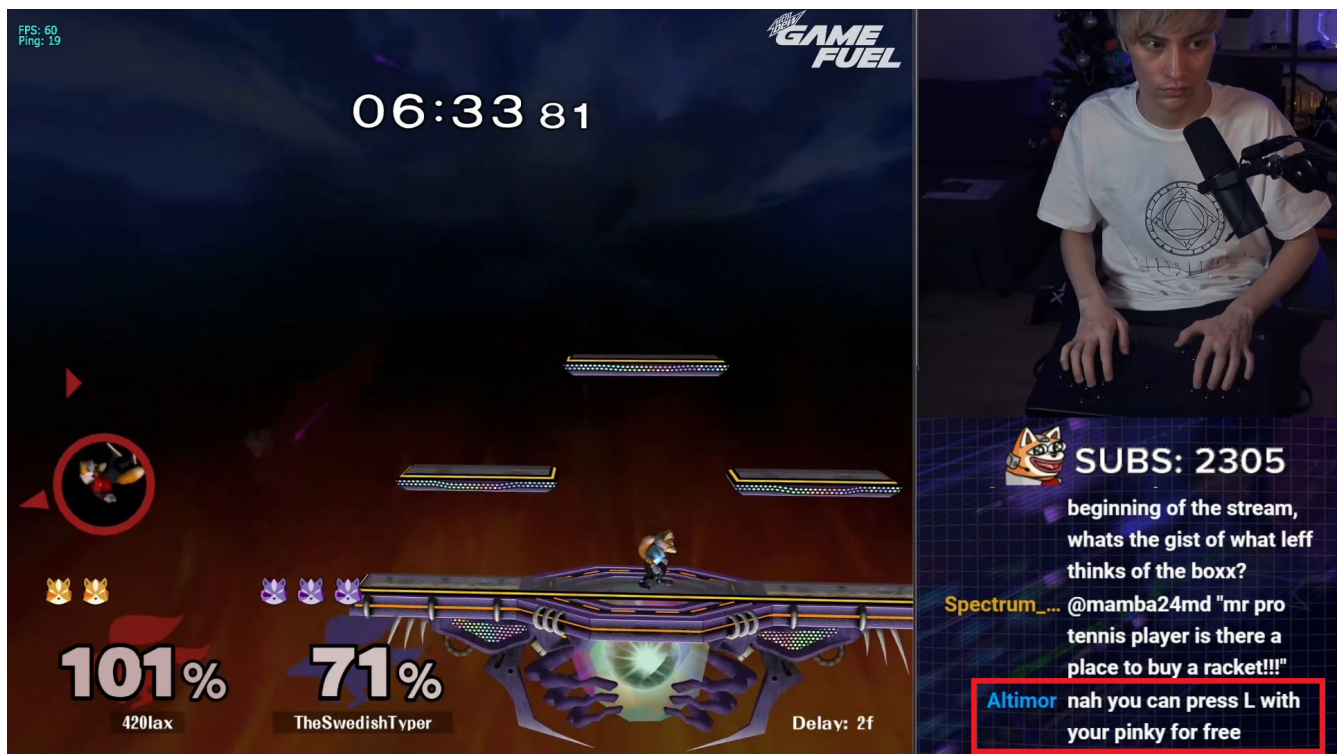 FPS: 60
Ping: 19
MTN DEW
GAME
FUEL
06:33 81
101%
420lax
71%
TheSwedishTyper
Delay: 2f
SUBS: 2305
beginning of the stream,
whats the gist of what leff
thinks of the boxx?
Spectrum_... @mamba24md "mr pro
tennis player is there a
place to buy a racket!!!"
Altimor nah you can press L with
your pinky for free